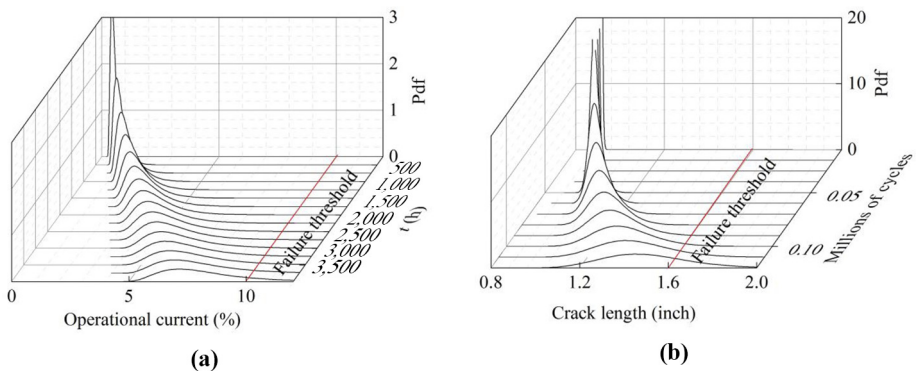 3
2
1
0
Pdf
500
1,000
1,500
2,000
2,500
3,000
3,500
t (h)
Failure threshold
0
5
10
Operational current (%)
(a)
20
10
0
Pdf
0.05
0.10
Millions of cycles
Failure threshold
0.8
1.2
1.6
2.0
Crack length (inch)
(b)